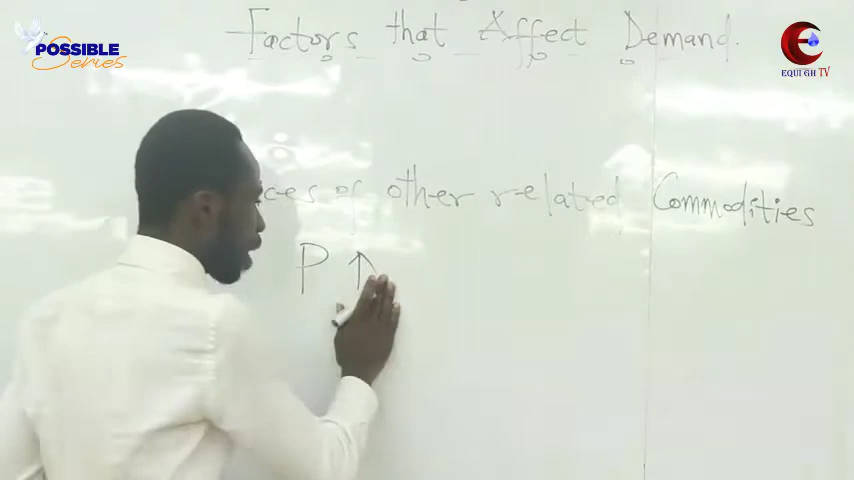 Factors that Affect Demand.
POSSIBLE
Series
EQUI GH TV
ces of other related Commodities
P ↑